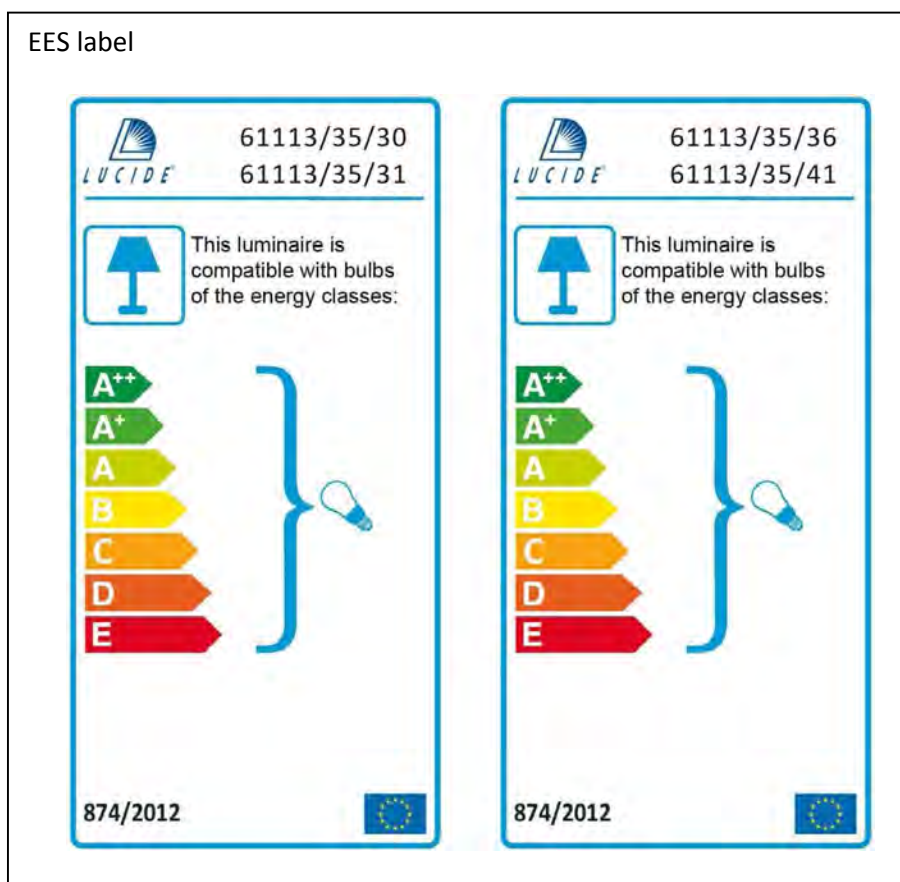 EES label
LUCIDE
61113/35/30
61113/35/31
This luminaire is
compatible with bulbs
of the energy classes:
A++
A+
A
B
C
D
E
874/2012
LUCIDE
61113/35/36
61113/35/41
This luminaire is
compatible with bulbs
of the energy classes:
A++
A+
A
B
C
D
E
874/2012